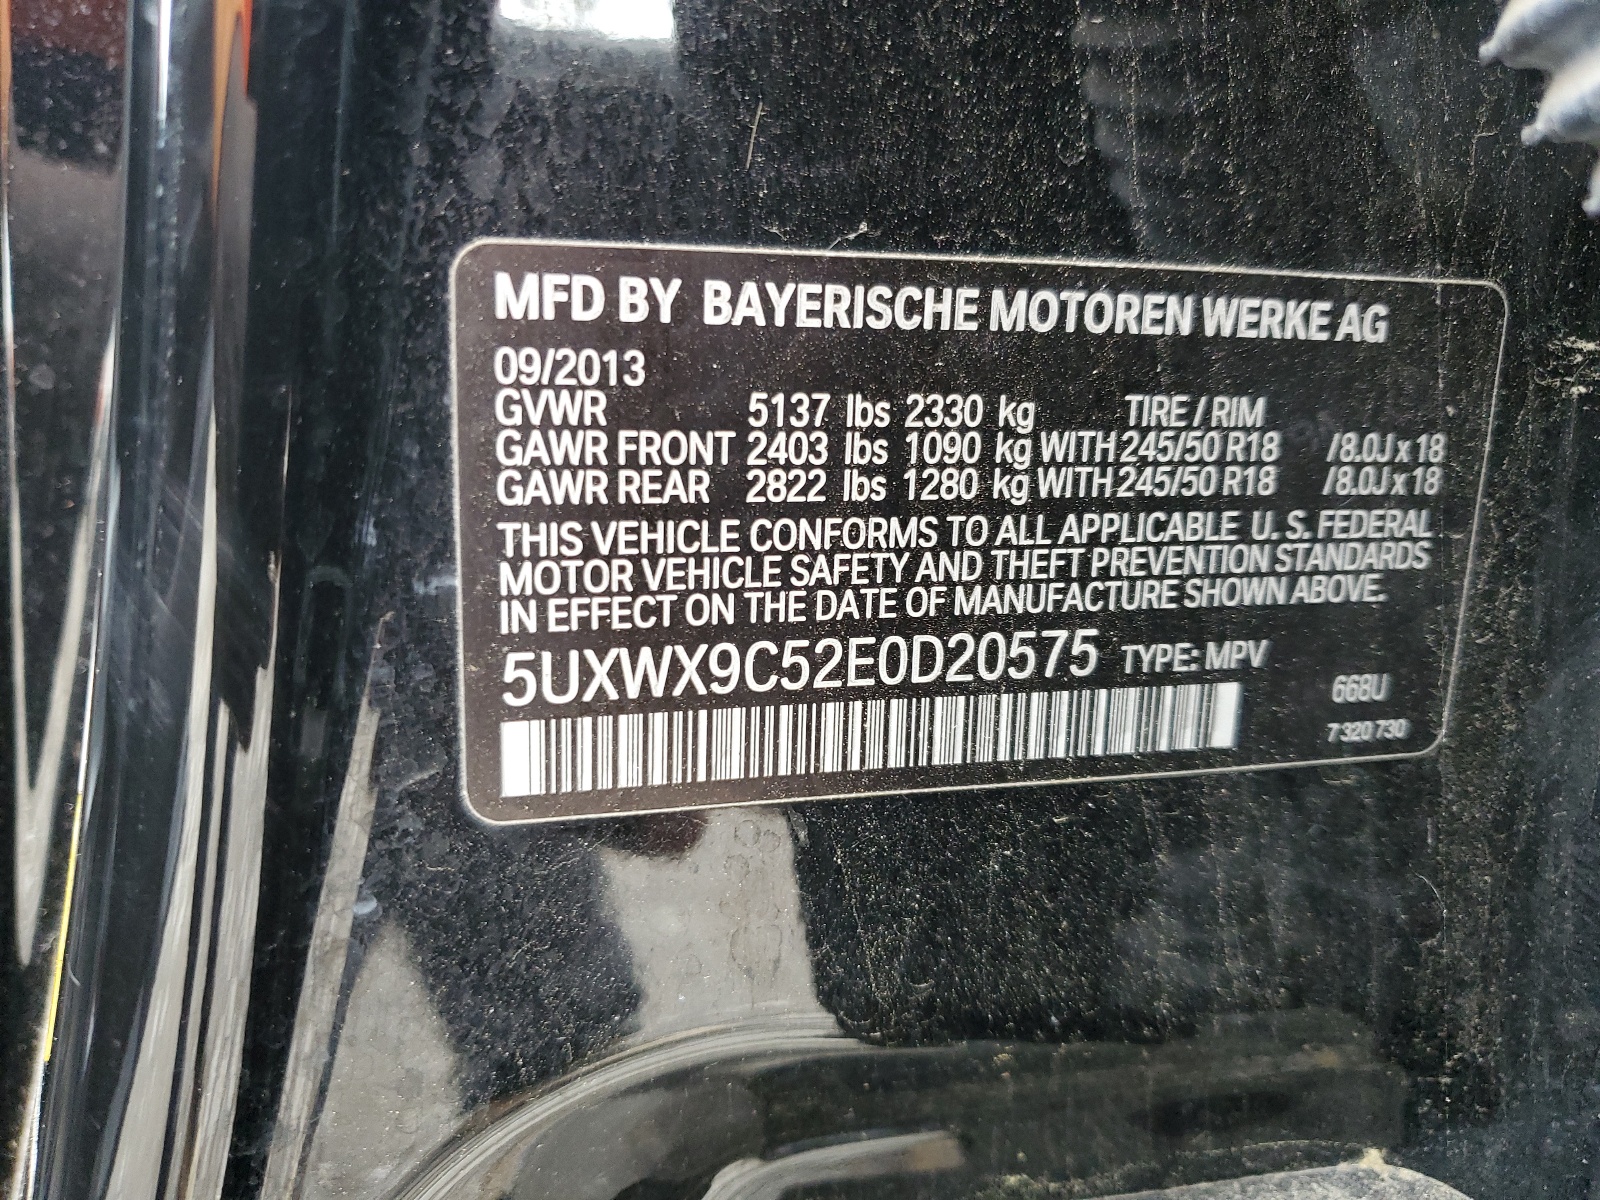 MFD BY BAYERISCHE MOTOREN WERKE AG
09/2013
GVWR 5137 lbs 2330 kg TIRE / RIM
GAWR FRONT 2403 lbs 1090 kg WITH 245/50 R18 /8.0J x 18
GAWR REAR 2822 lbs 1280 kg WITH 245/50 R18 /8.0J x 18
THIS VEHICLE CONFORMS TO ALL APPLICABLE U. S. FEDERAL
MOTOR VEHICLE SAFETY AND THEFT PREVENTION STANDARDS
IN EFFECT ON THE DATE OF MANUFACTURE SHOWN ABOVE.
5UXWX9C52E0D20575 TYPE: MPV
668U
7 320 730